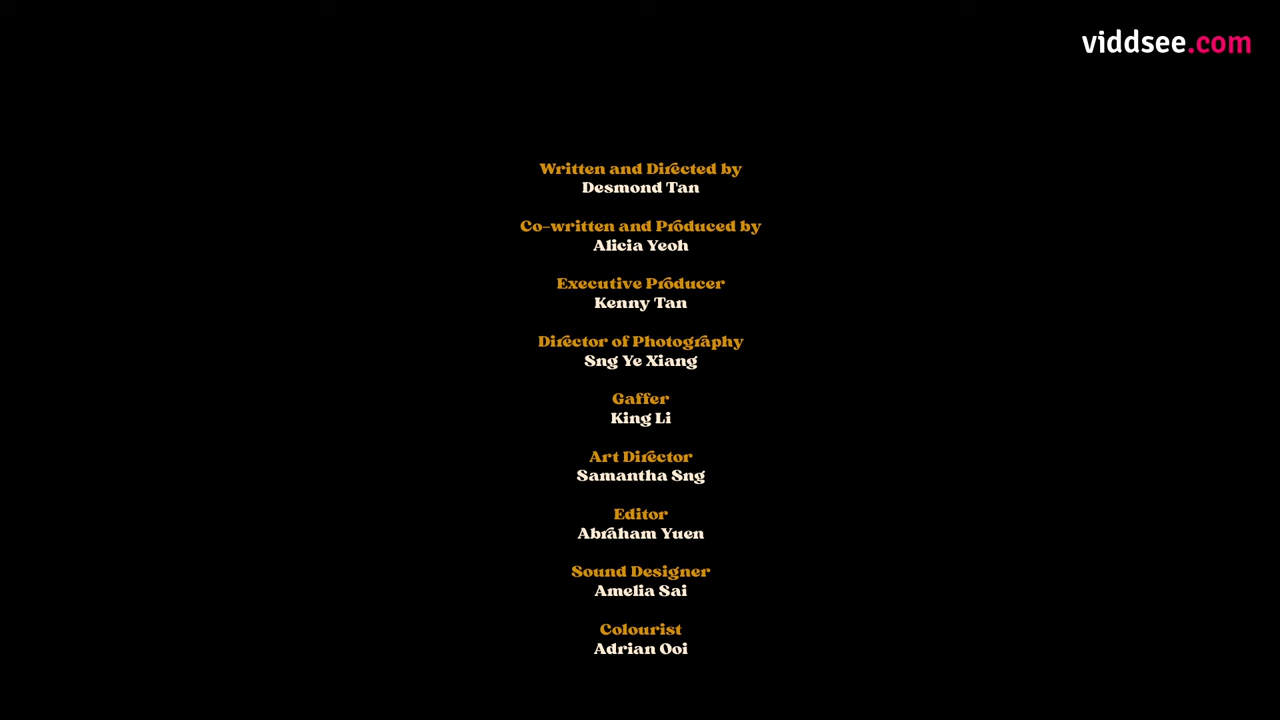 viddsee.com
Written and Directed by
Desmond Tan
Co-written and Produced by
Alicia Yeoh
Executive Producer
Kenny Tan
Director of Photography
Sng Ye Xiang
Gaffer
King Li
Art Director
Samantha Sng
Editor
Abraham Yuen
Sound Designer
Amelia Sai
Colourist
Adrian Ooi